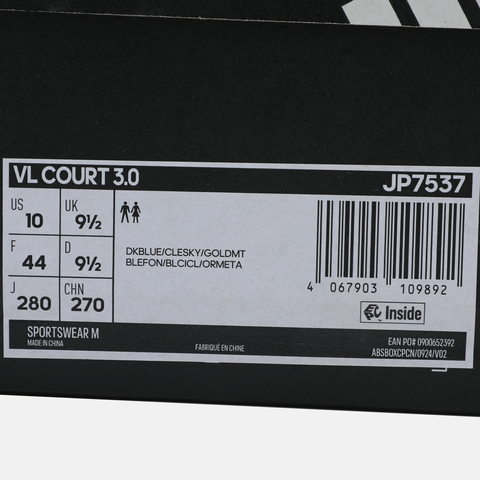 VL COURT 3.0 JP7537
US 10 UK 9½
F 44 D 9½
J 280 CHN 270
DKBLUE/CLESKY/GOLDMT
BLEFON/BLCICL/ORMETA
4 067903 109892
Inside
SPORTSWEAR M
MADE IN CHINA
FABRIQUÉ EN CHINE
EAN PO# 0900652392
ABSBOXCPCN/0924/V02